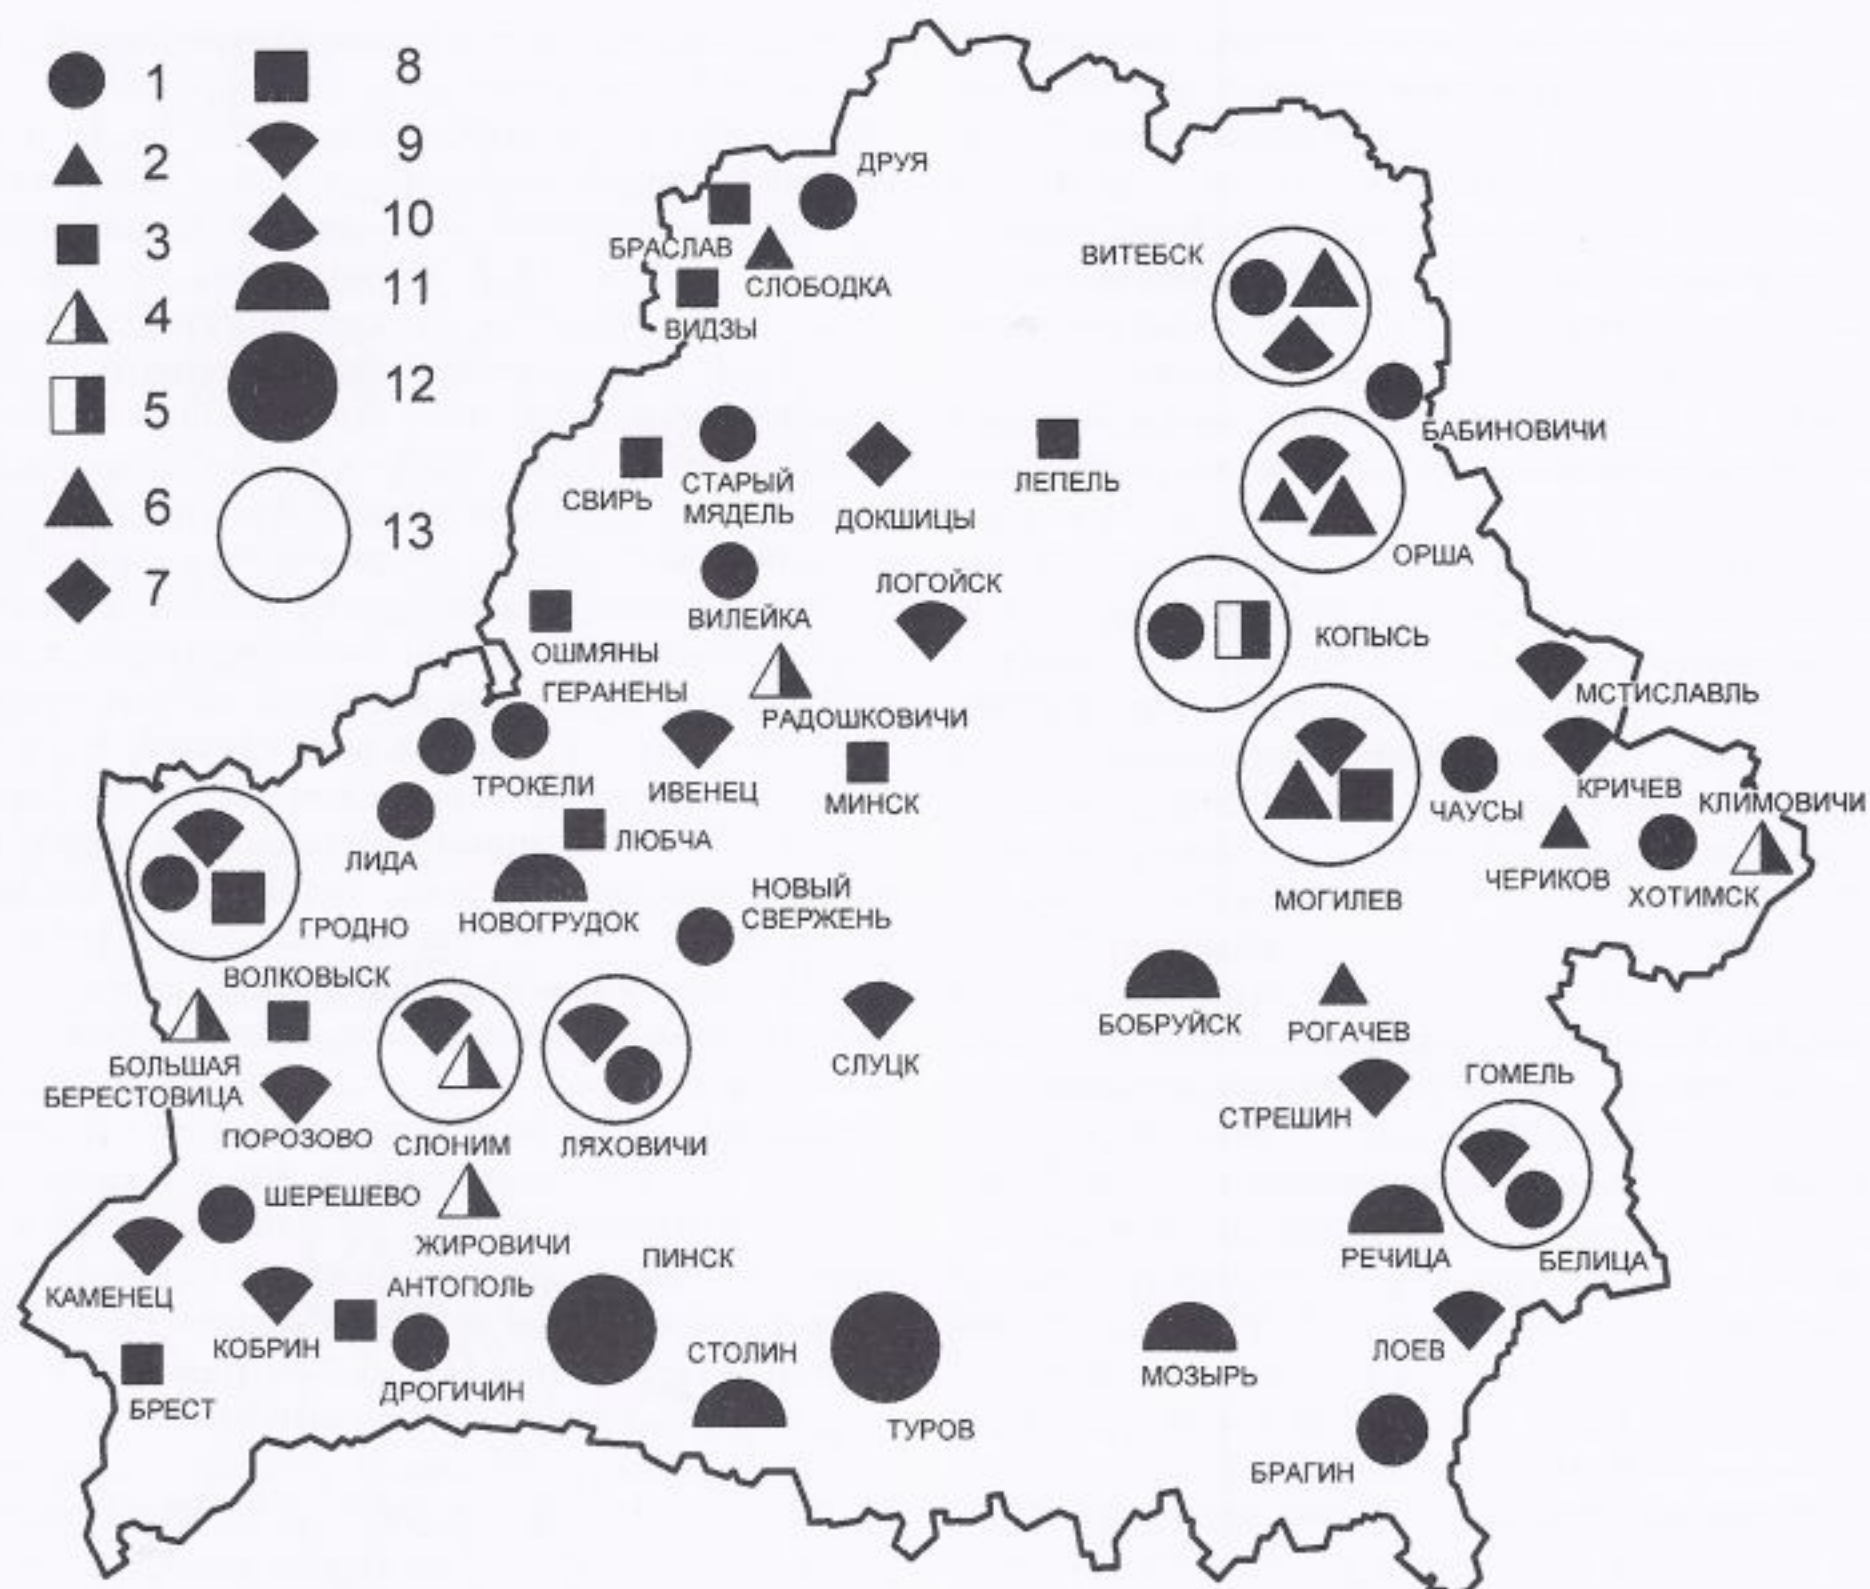 1
8
2
9
3
10
4
11
5
12
6
13
7
ДРУЯ
БРАСЛАВ
СЛОБОДКА
ВИДЗЫ
ВИТЕБСК
БАБИНОВИЧИ
СВИРЬ
СТАРЫЙ
МЯДЕЛЬ
ДОКШИЦЫ
ЛЕПЕЛЬ
ОРША
ВИЛЕЙКА
ЛОГОЙСК
КОПЫСЬ
ОШМЯНЫ
ГЕРАНЕНЫ
РАДОШКОВИЧИ
МСТИСЛАВЛЬ
ТРОКЕЛИ
ИВЕНЕЦ
МИНСК
ЧАУСЫ
КРИЧЕВ
КЛИМОВИЧИ
ЛИДА
ЛЮБЧА
ЧЕРИКОВ
ХОТИМСК
МОГИЛЕВ
ГРОДНО
НОВОГРУДОК
НОВЫЙ
СВЕРЖЕНЬ
ВОЛКОВЫСК
БОЛЬШАЯ
БЕРЕСТОВИЦА
ПОРОЗОВО
СЛОНИМ
ЛЯХОВИЧИ
СЛУЦК
БОБРУЙСК
РОГАЧЕВ
СТРЕШИН
ГОМЕЛЬ
ШЕРЕШЕВО
ЖИРОВИЧИ
КАМЕНЕЦ
КОБРИН
АНТОПОЛЬ
ПИНСК
РЕЧИЦА
БЕЛИЦА
БРЕСТ
ДРОГИЧИН
СТОЛИН
ТУРОВ
МОЗЫРЬ
ЛОЕВ
БРАГИН